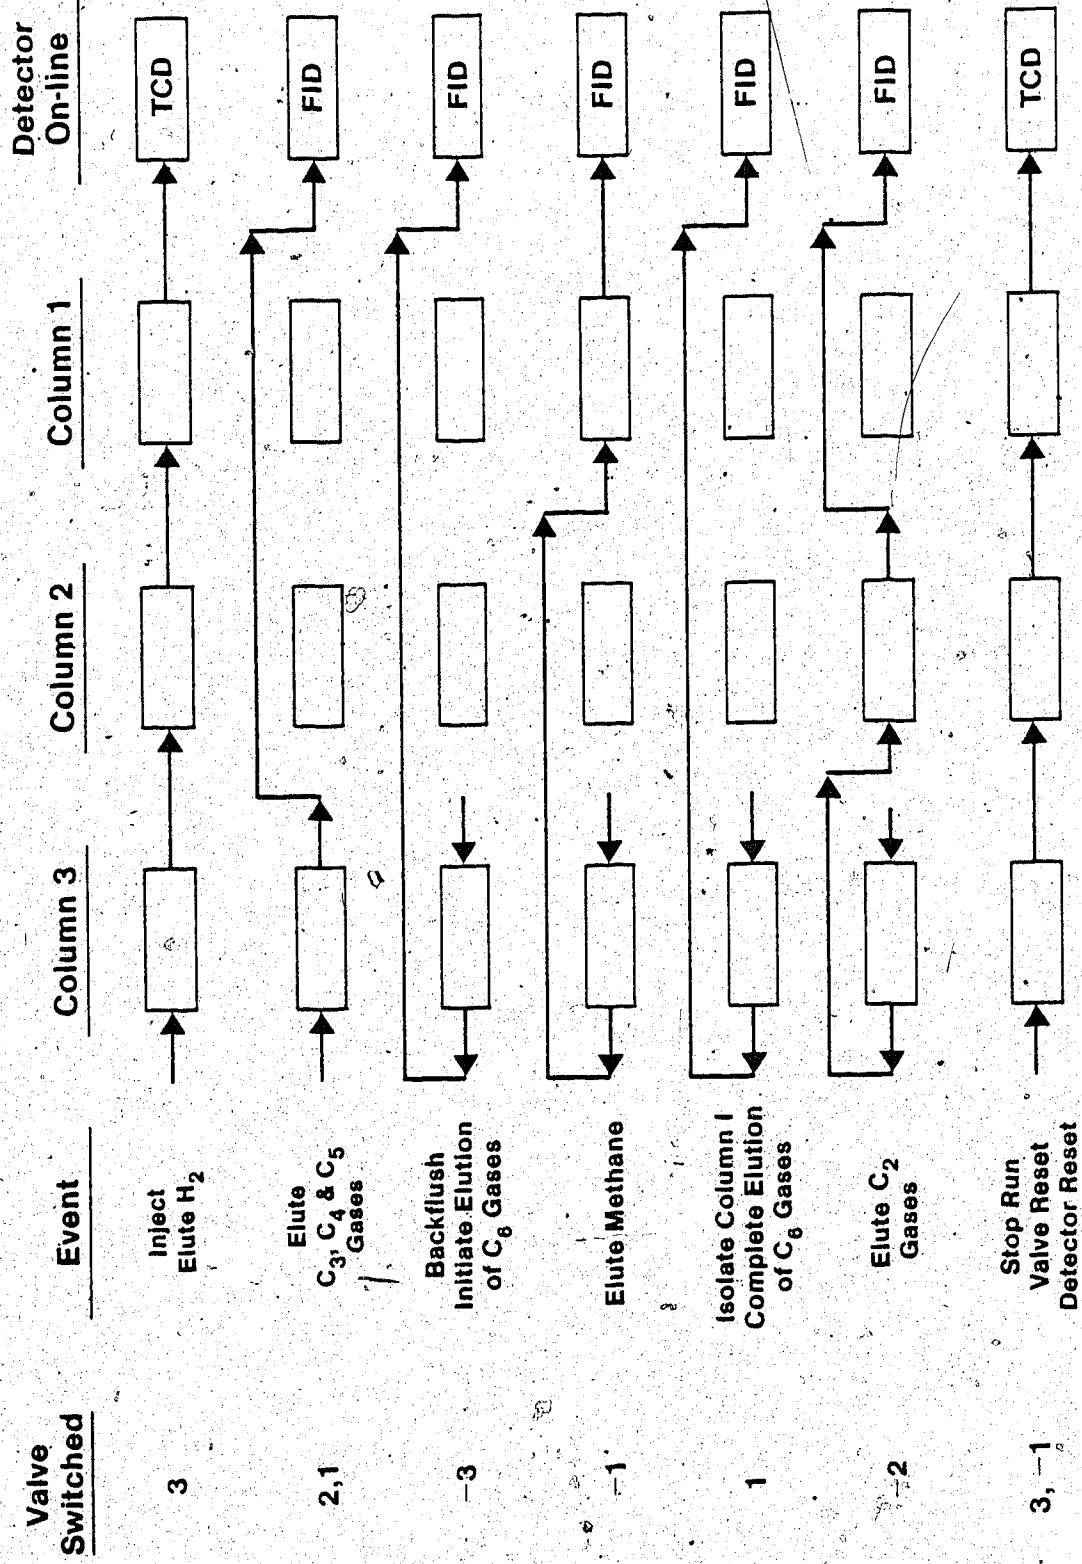 Valve
Switched
Event
Column 3
Column 2
Column 1
Detector
On-line
3
Inject
Elute H₂
TCD
2,1
Elute
C₃, C₄ & C₅
Gases
FID
−3
Backflush
Initiate Elution
of C₆ Gases
FID
−1
Elute Methane
FID
1
Isolate Column I
Complete Elution
of C₆ Gases
FID
−2
Elute C₂
Gases
FID
3, −1
Stop Run
Valve Reset
Detector Reset
TCD